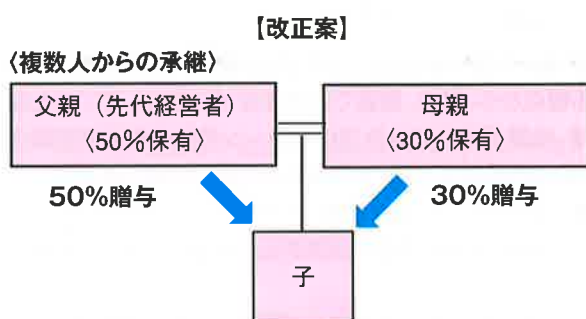 【改正案】
〈複数人からの承継〉
父親（先代経営者）
〈50%保有〉
母親
〈30%保有〉
50%贈与
30%贈与
子